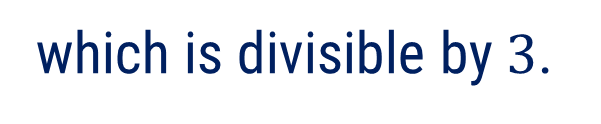 which is divisible by 3.